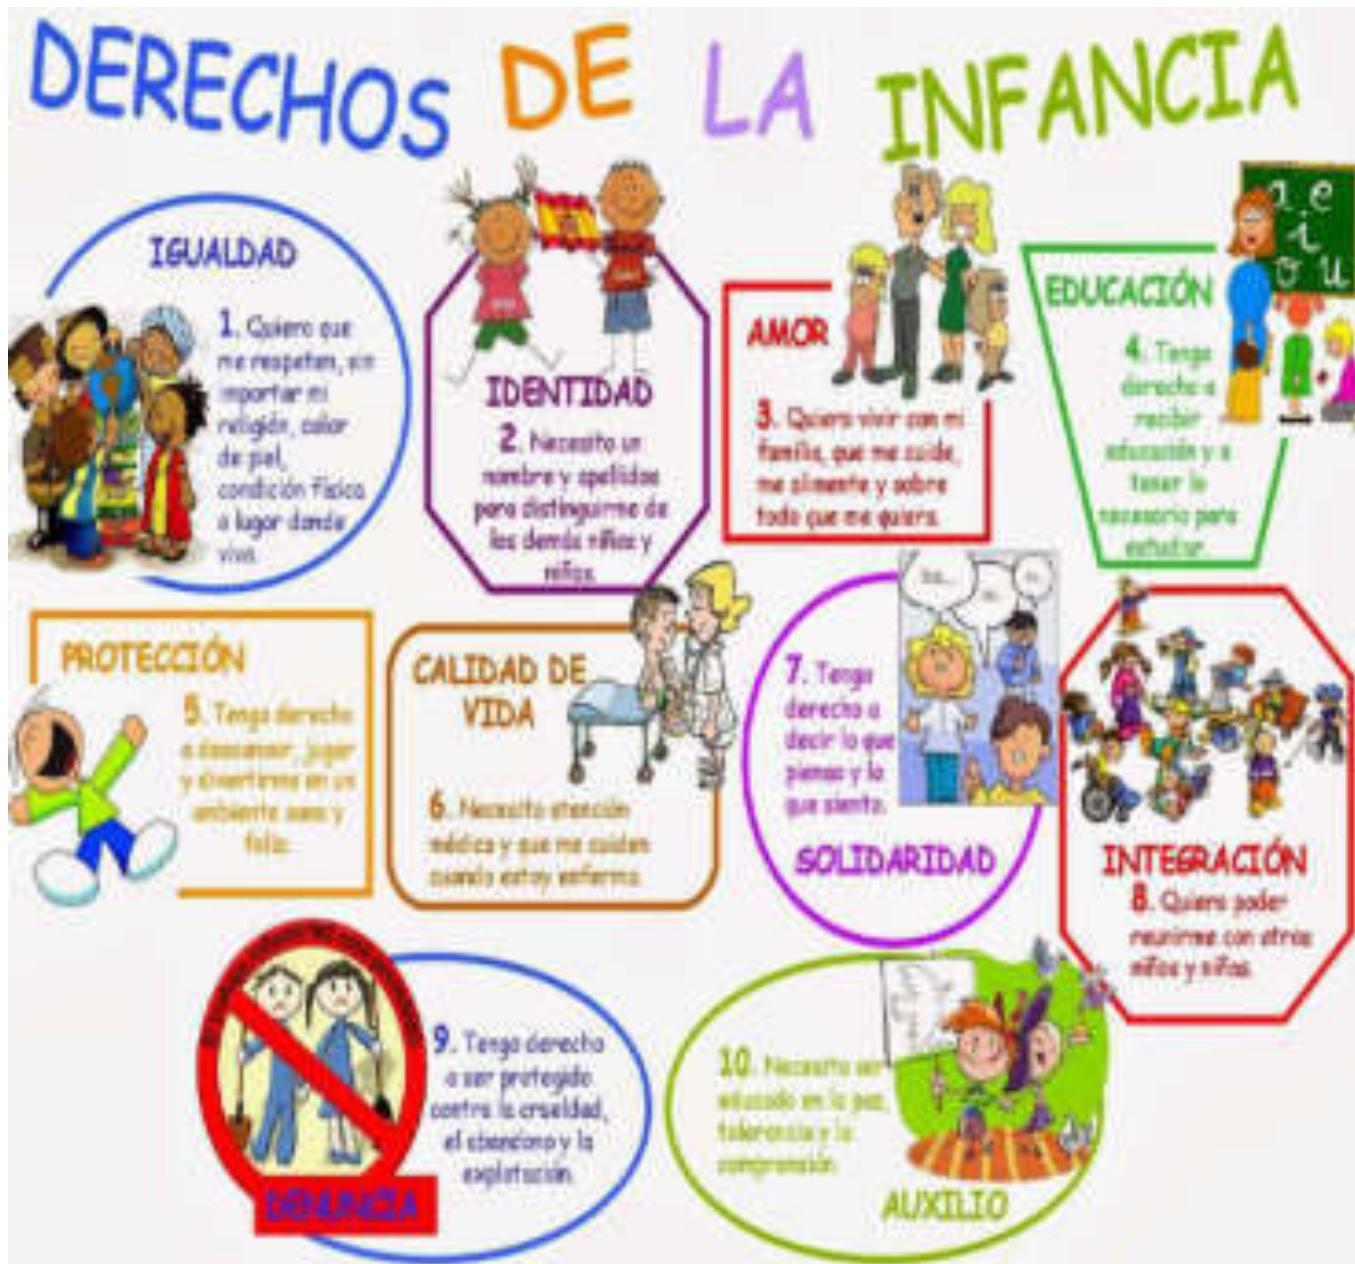 DERECHOS DE LA INFANCIA
IGUALDAD
1. Quiero que
me respeten, sin
importar mi
religión, color
de piel,
condición física
o lugar donde
vivo.
IDENTIDAD
2. Necesito un
nombre y apellidos
para distinguirme de
los demás niños y
niñas.
AMOR
3. Quiero vivir con mi
familia, que me cuide,
me alimente y sobre
todo que me quiera.
a e
i
o u
EDUCACIÓN
4. Tengo
derecho a
recibir
educación y a
tener lo
necesario para
estudiar.
PROTECCIÓN
5. Tengo derecho
a descansar, jugar
y divertirme en un
ambiente sano y
feliz.
CALIDAD DE
VIDA
6. Necesito atención
médica y que me cuiden
cuando estoy enfermo.
7. Tengo
derecho a
decir lo que
pienso y lo
que siento.
SOLIDARIDAD
INTEGRACIÓN
8. Quiero poder
reunirme con otros
niños y niñas.
9. Tengo derecho
a ser protegido
contra la crueldad,
el abandono y la
explotación.
DENUNCIA
10. Necesito ser
educado en la paz,
tolerancia y la
comprensión
AUXILIO